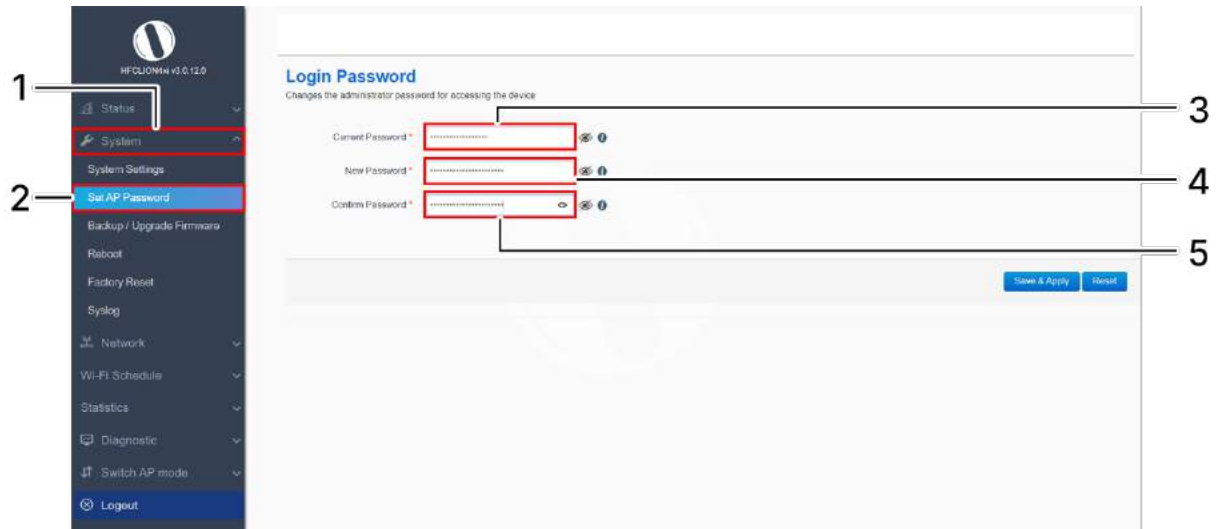 HFCLION4xi v3.0.12.0
1
Status
System
System Settings
2
Set AP Password
Backup / Upgrade Firmware
Reboot
Factory Reset
Syslog
Network
Wi-Fi Schedule
Statistics
Diagnostic
Switch AP mode
Logout
Login Password
Changes the administrator password for accessing the device
3
Current Password *
New Password *
4
Confirm Password *
5
Save & Apply
Reset